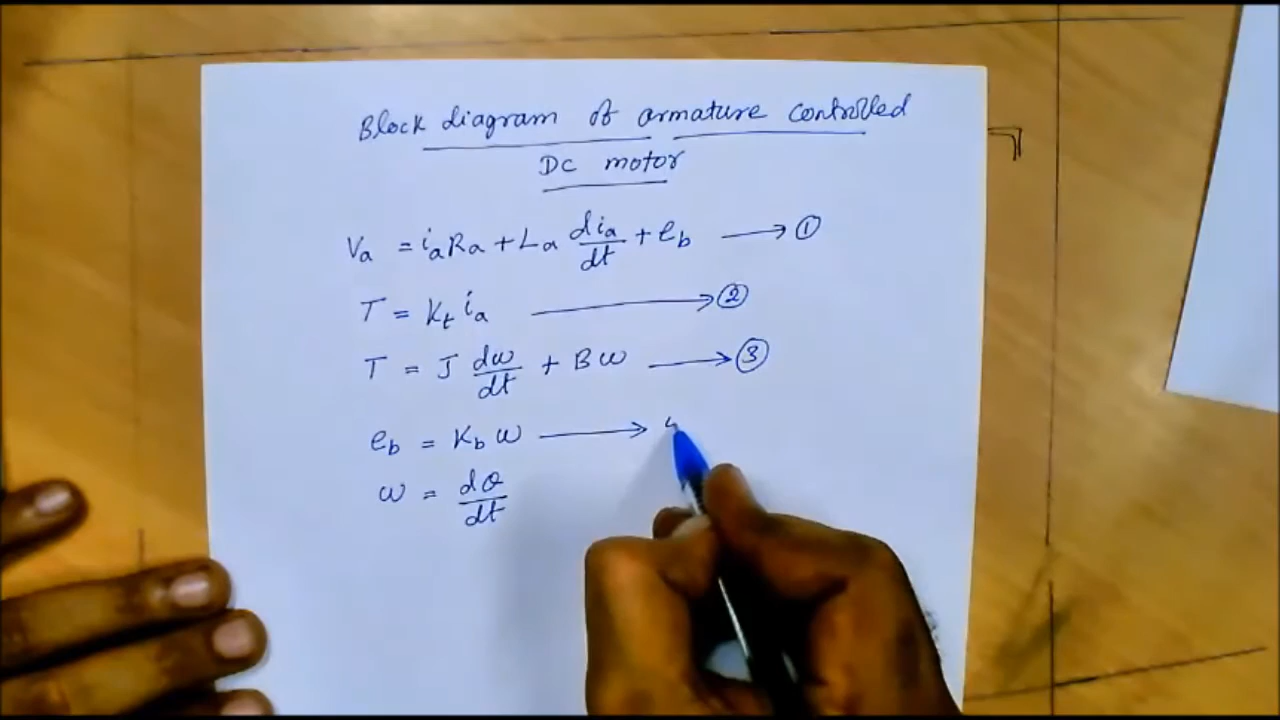 Block diagram of armature controlled
DC motor
Va = iaRa + La dia/dt + eb ⟶ ①
T = Kt ia ⟶ ②
T = J dω/dt + Bω ⟶ ③
eb = Kb ω ⟶ 4
ω = dθ/dt